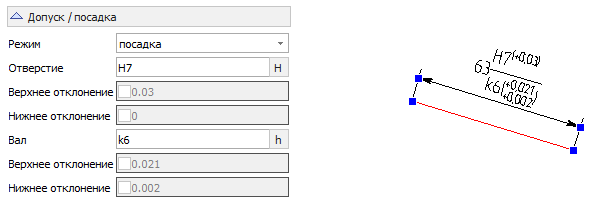 Допуск / посадка
Режим посадка
Отверстие H7 H
Верхнее отклонение 0.03
Нижнее отклонение 0
Вал k6 h
Верхнее отклонение 0.021
Нижнее отклонение 0.002
63 H7(+0,03)
k6(+0,021
+0,002)